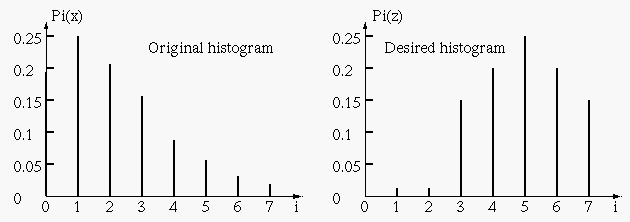 Pi(x) Pi(z)
0.25 0.25
Original histogram Desired histogram
0.2 0.2
0.15 0.15
0.1 0.1
0.05 0.05
0 0
0 1 2 3 4 5 6 7 i 0 1 2 3 4 5 6 7 i